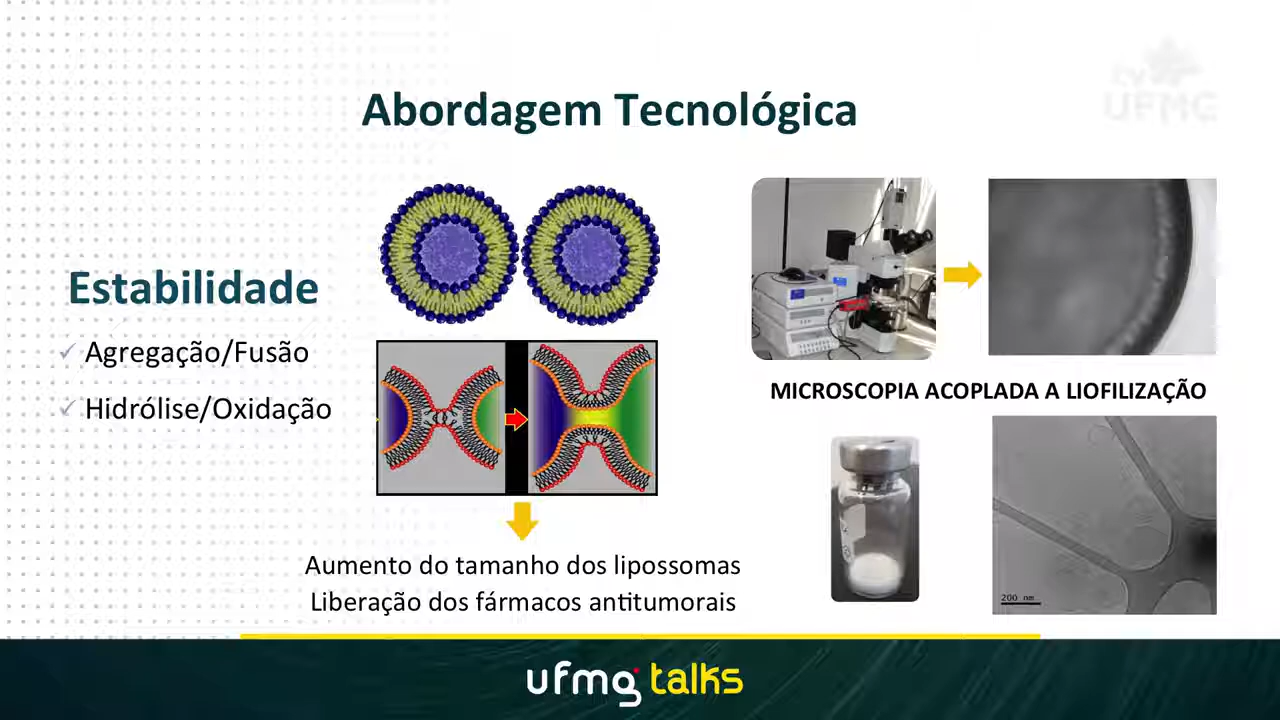 Abordagem Tecnológica
tv
UFMG
Estabilidade
✓ Agregação/Fusão
✓ Hidrólise/Oxidação
Aumento do tamanho dos lipossomas
Liberação dos fármacos antitumorais
MICROSCOPIA ACOPLADA A LIOFILIZAÇÃO
200 nm
ufmg talks